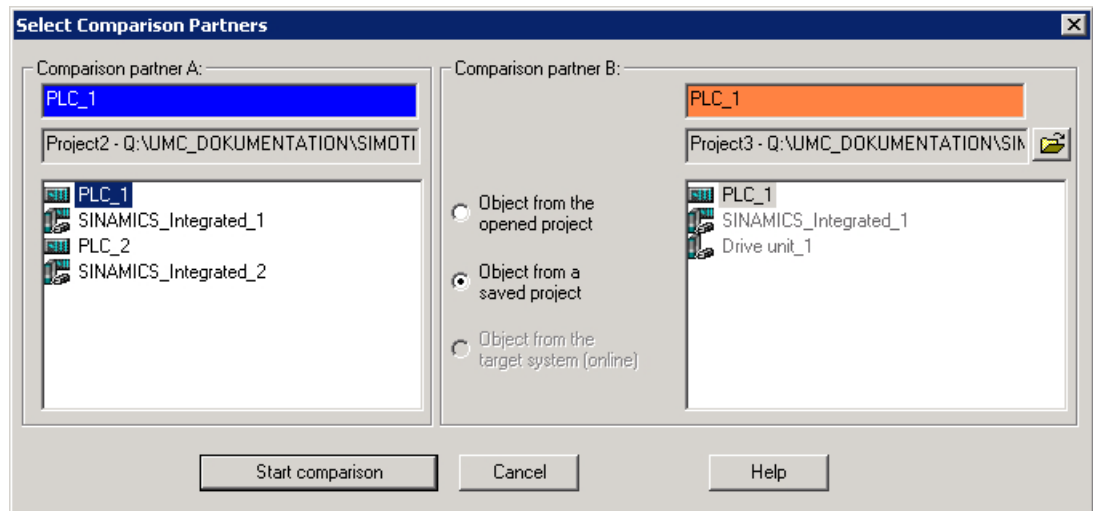 Select Comparison Partners
Comparison partner A:
PLC_1
Project2 - Q:\UMC_DOKUMENTATION\SIMOTI
PLC_1
SINAMICS_Integrated_1
PLC_2
SINAMICS_Integrated_2
Comparison partner B:
PLC_1
Project3 - Q:\UMC_DOKUMENTATION\SIN
Object from the
opened project
Object from a
saved project
Object from the
target system (online)
PLC_1
SINAMICS_Integrated_1
Drive unit_1
Start comparison
Cancel
Help